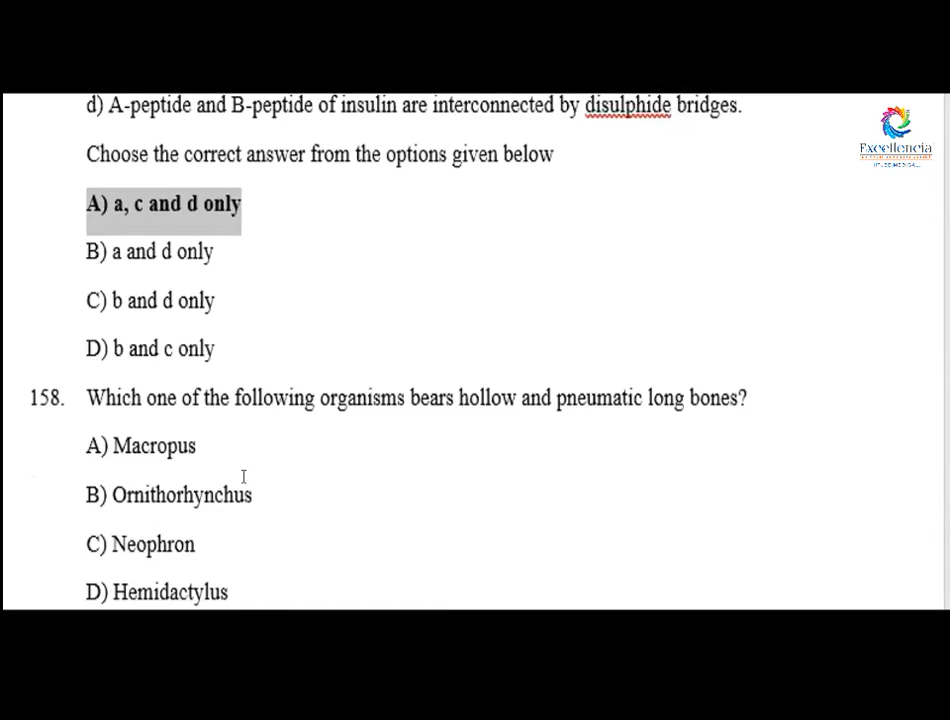 d) A-peptide and B-peptide of insulin are interconnected by disulphide bridges.
Excellencia
Choose the correct answer from the options given below
A) a, c and d only
B) a and d only
C) b and d only
D) b and c only
158. Which one of the following organisms bears hollow and pneumatic long bones?
A) Macropus
B) Ornithorhynchus
C) Neophron
D) Hemidactylus